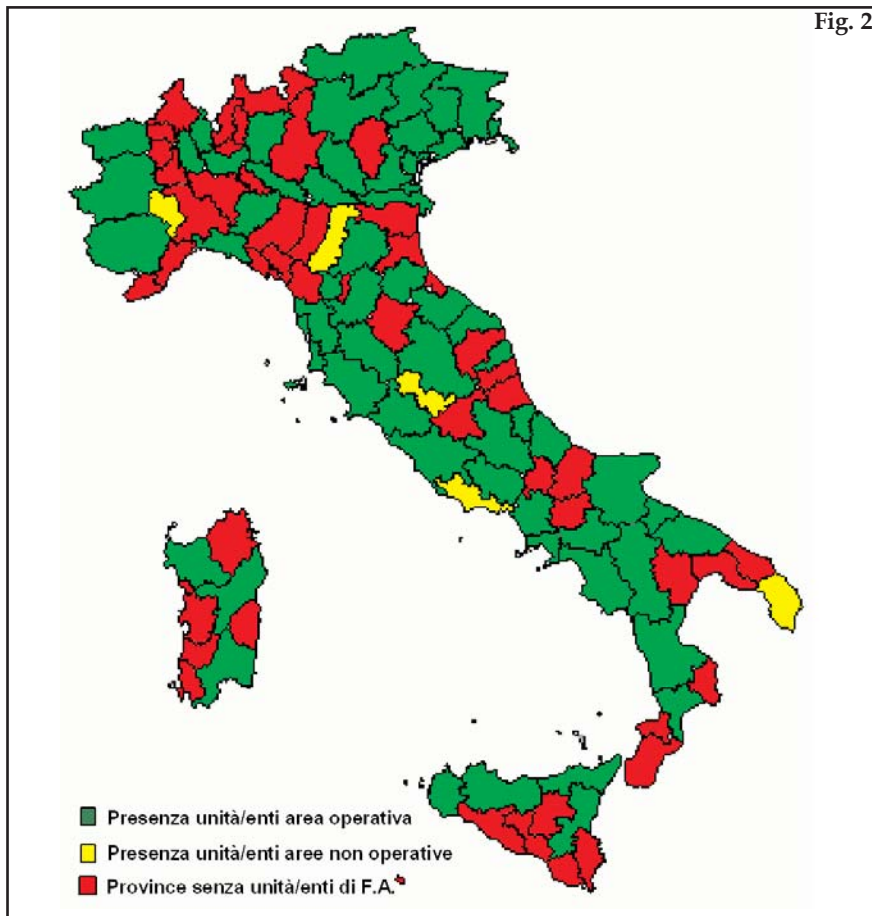 Fig. 2
Presenza unità/enti area operativa
Presenza unità/enti aree non operative
Province senza unità/enti di F.A.